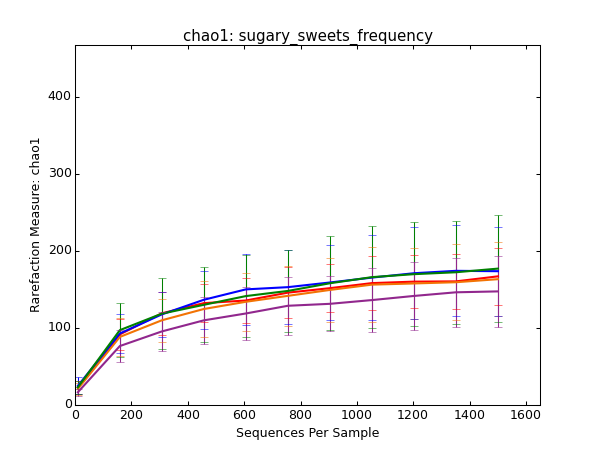 chao1: sugary_sweets_frequency
Rarefaction Measure: chao1
400
300
200
100
0
0 200 400 600 800 1000 1200 1400 1600
Sequences Per Sample